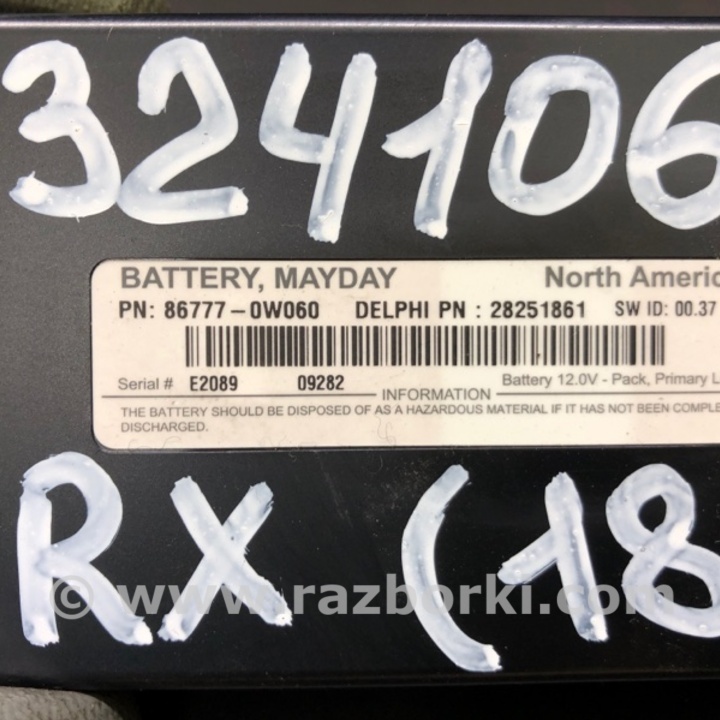 324106
BATTERY, MAYDAY North Americ
PN: 86777-0W060 DELPHI PN : 28251861 SW ID: 00.37
Serial # E2089 09282 Battery 12.0V - Pack, Primary L
INFORMATION
THE BATTERY SHOULD BE DISPOSED OF AS A HAZARDOUS MATERIAL IF IT HAS NOT BEEN COMPLE
DISCHARGED.
RX (18
© www.razborki.com